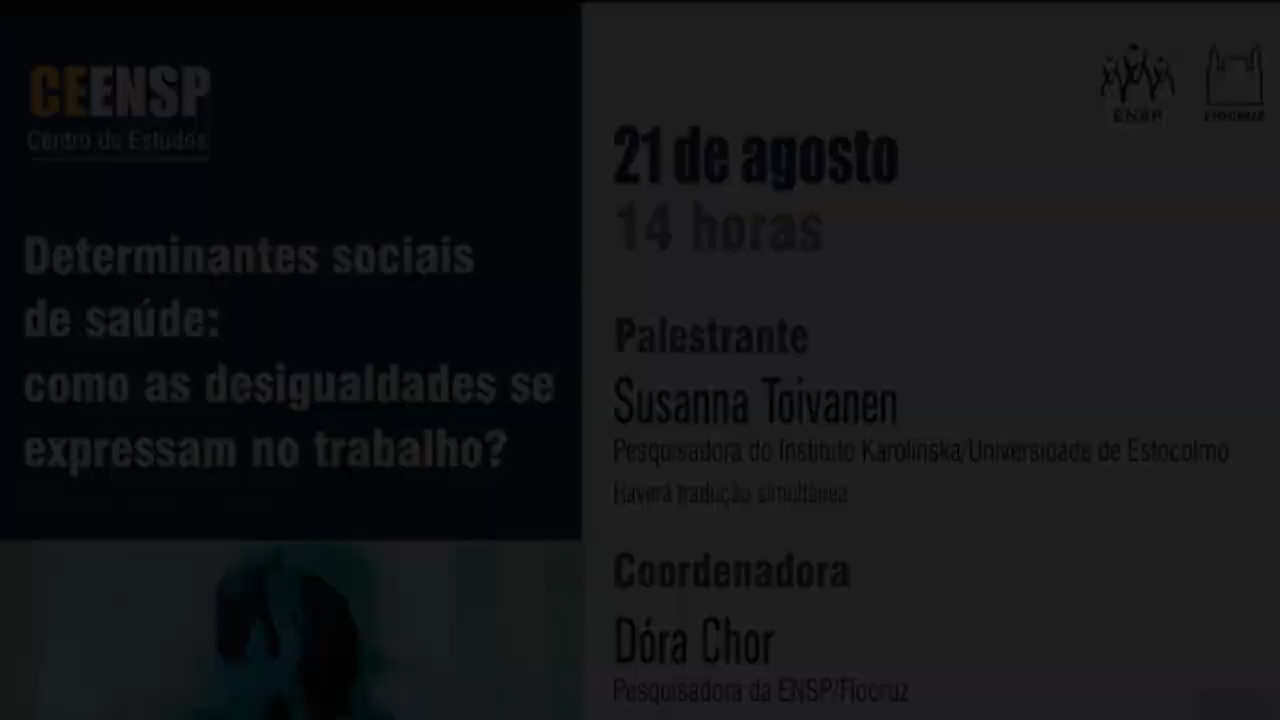 CEENSP
Centro de Estudos
Determinantes sociais
de saúde:
como as desigualdades se
expressam no trabalho?
ENSP
FIOCRUZ
21 de agosto
14 horas
Palestrante
Susanna Toivanen
Pesquisadora do Instituto Karolinska/Universidade de Estocolmo
Haverá tradução simultânea
Coordenadora
Dóra Chor
Pesquisadora da ENSP/Fiocruz